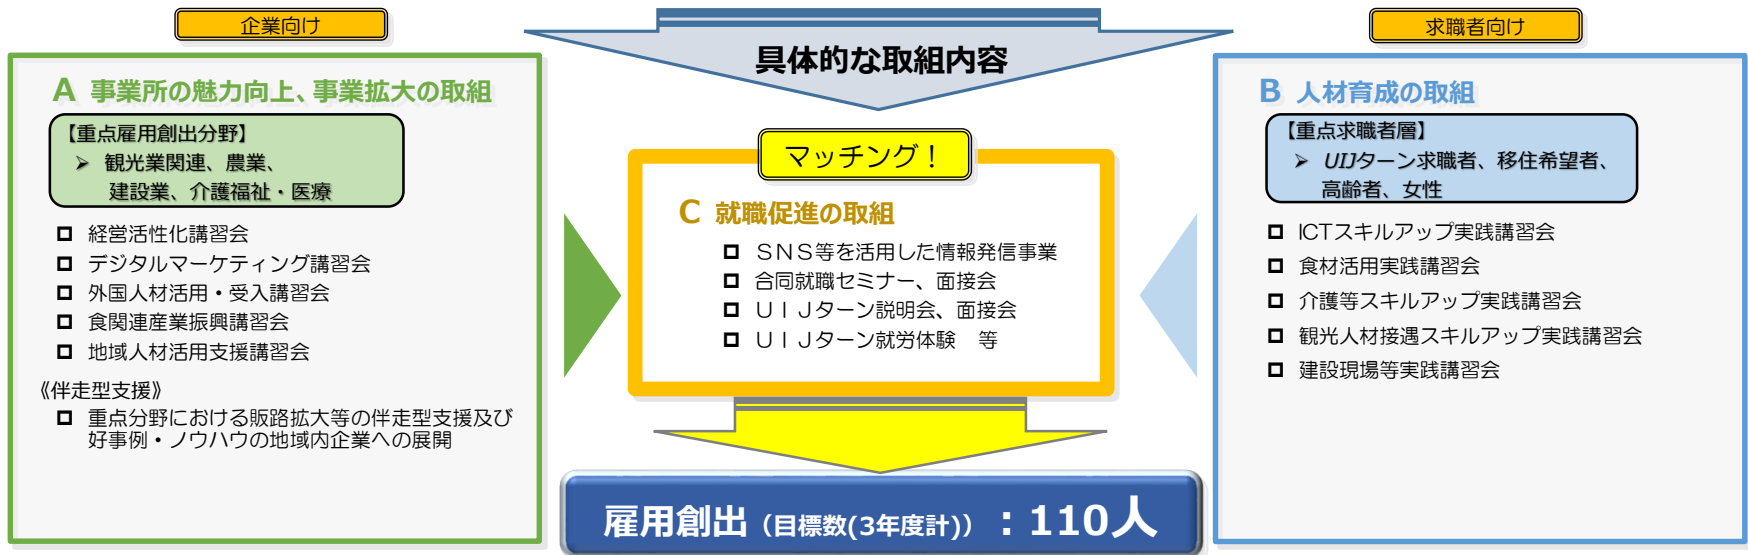 企業向け
具体的な取組内容
求職者向け
A 事業所の魅力向上、事業拡大の取組
【重点雇用創出分野】
➢ 観光業関連、農業、
建設業、介護福祉・医療
□ 経営活性化講習会
□ デジタルマーケティング講習会
□ 外国人材活用・受入講習会
□ 食関連産業振興講習会
□ 地域人材活用支援講習会
《伴走型支援》
□ 重点分野における販路拡大等の伴走型支援及び
好事例・ノウハウの地域内企業への展開
マッチング！
C 就職促進の取組
□ ＳＮＳ等を活用した情報発信事業
□ 合同就職セミナー、面接会
□ ＵＩＪターン説明会、面接会
□ ＵＩＪターン就労体験　等
B 人材育成の取組
【重点求職者層】
➢ UIJターン求職者、移住希望者、
高齢者、女性
□ ICTスキルアップ実践講習会
□ 食材活用実践講習会
□ 介護等スキルアップ実践講習会
□ 観光人材接遇スキルアップ実践講習会
□ 建設現場等実践講習会
雇用創出（目標数(3年度計)）：110人